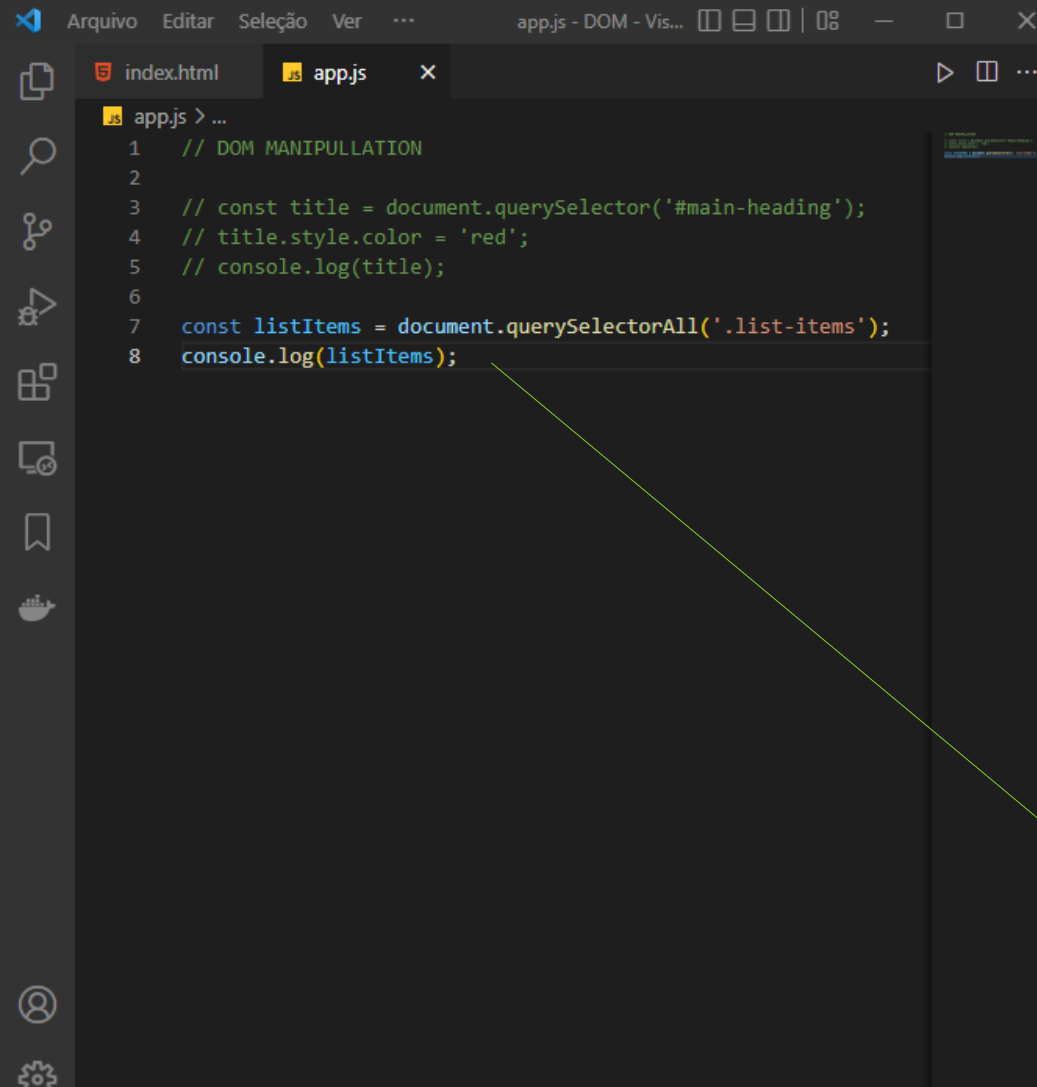 Arquivo Editar Seleção Ver ··· app.js - DOM - Vis...
index.html app.js
app.js > ...
1 // DOM MANIPULLATION
2
3 // const title = document.querySelector('#main-heading');
4 // title.style.color = 'red';
5 // console.log(title);
6
7 const listItems = document.querySelectorAll('.list-items');
8 console.log(listItems);